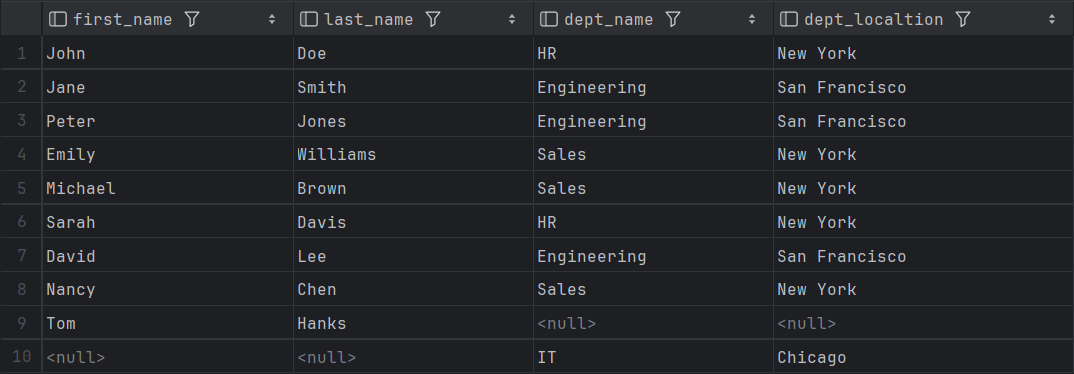 first_name last_name dept_name dept_localtion
1 John Doe HR New York
2 Jane Smith Engineering San Francisco
3 Peter Jones Engineering San Francisco
4 Emily Williams Sales New York
5 Michael Brown Sales New York
6 Sarah Davis HR New York
7 David Lee Engineering San Francisco
8 Nancy Chen Sales New York
9 Tom Hanks <null> <null>
10 <null> <null> IT Chicago